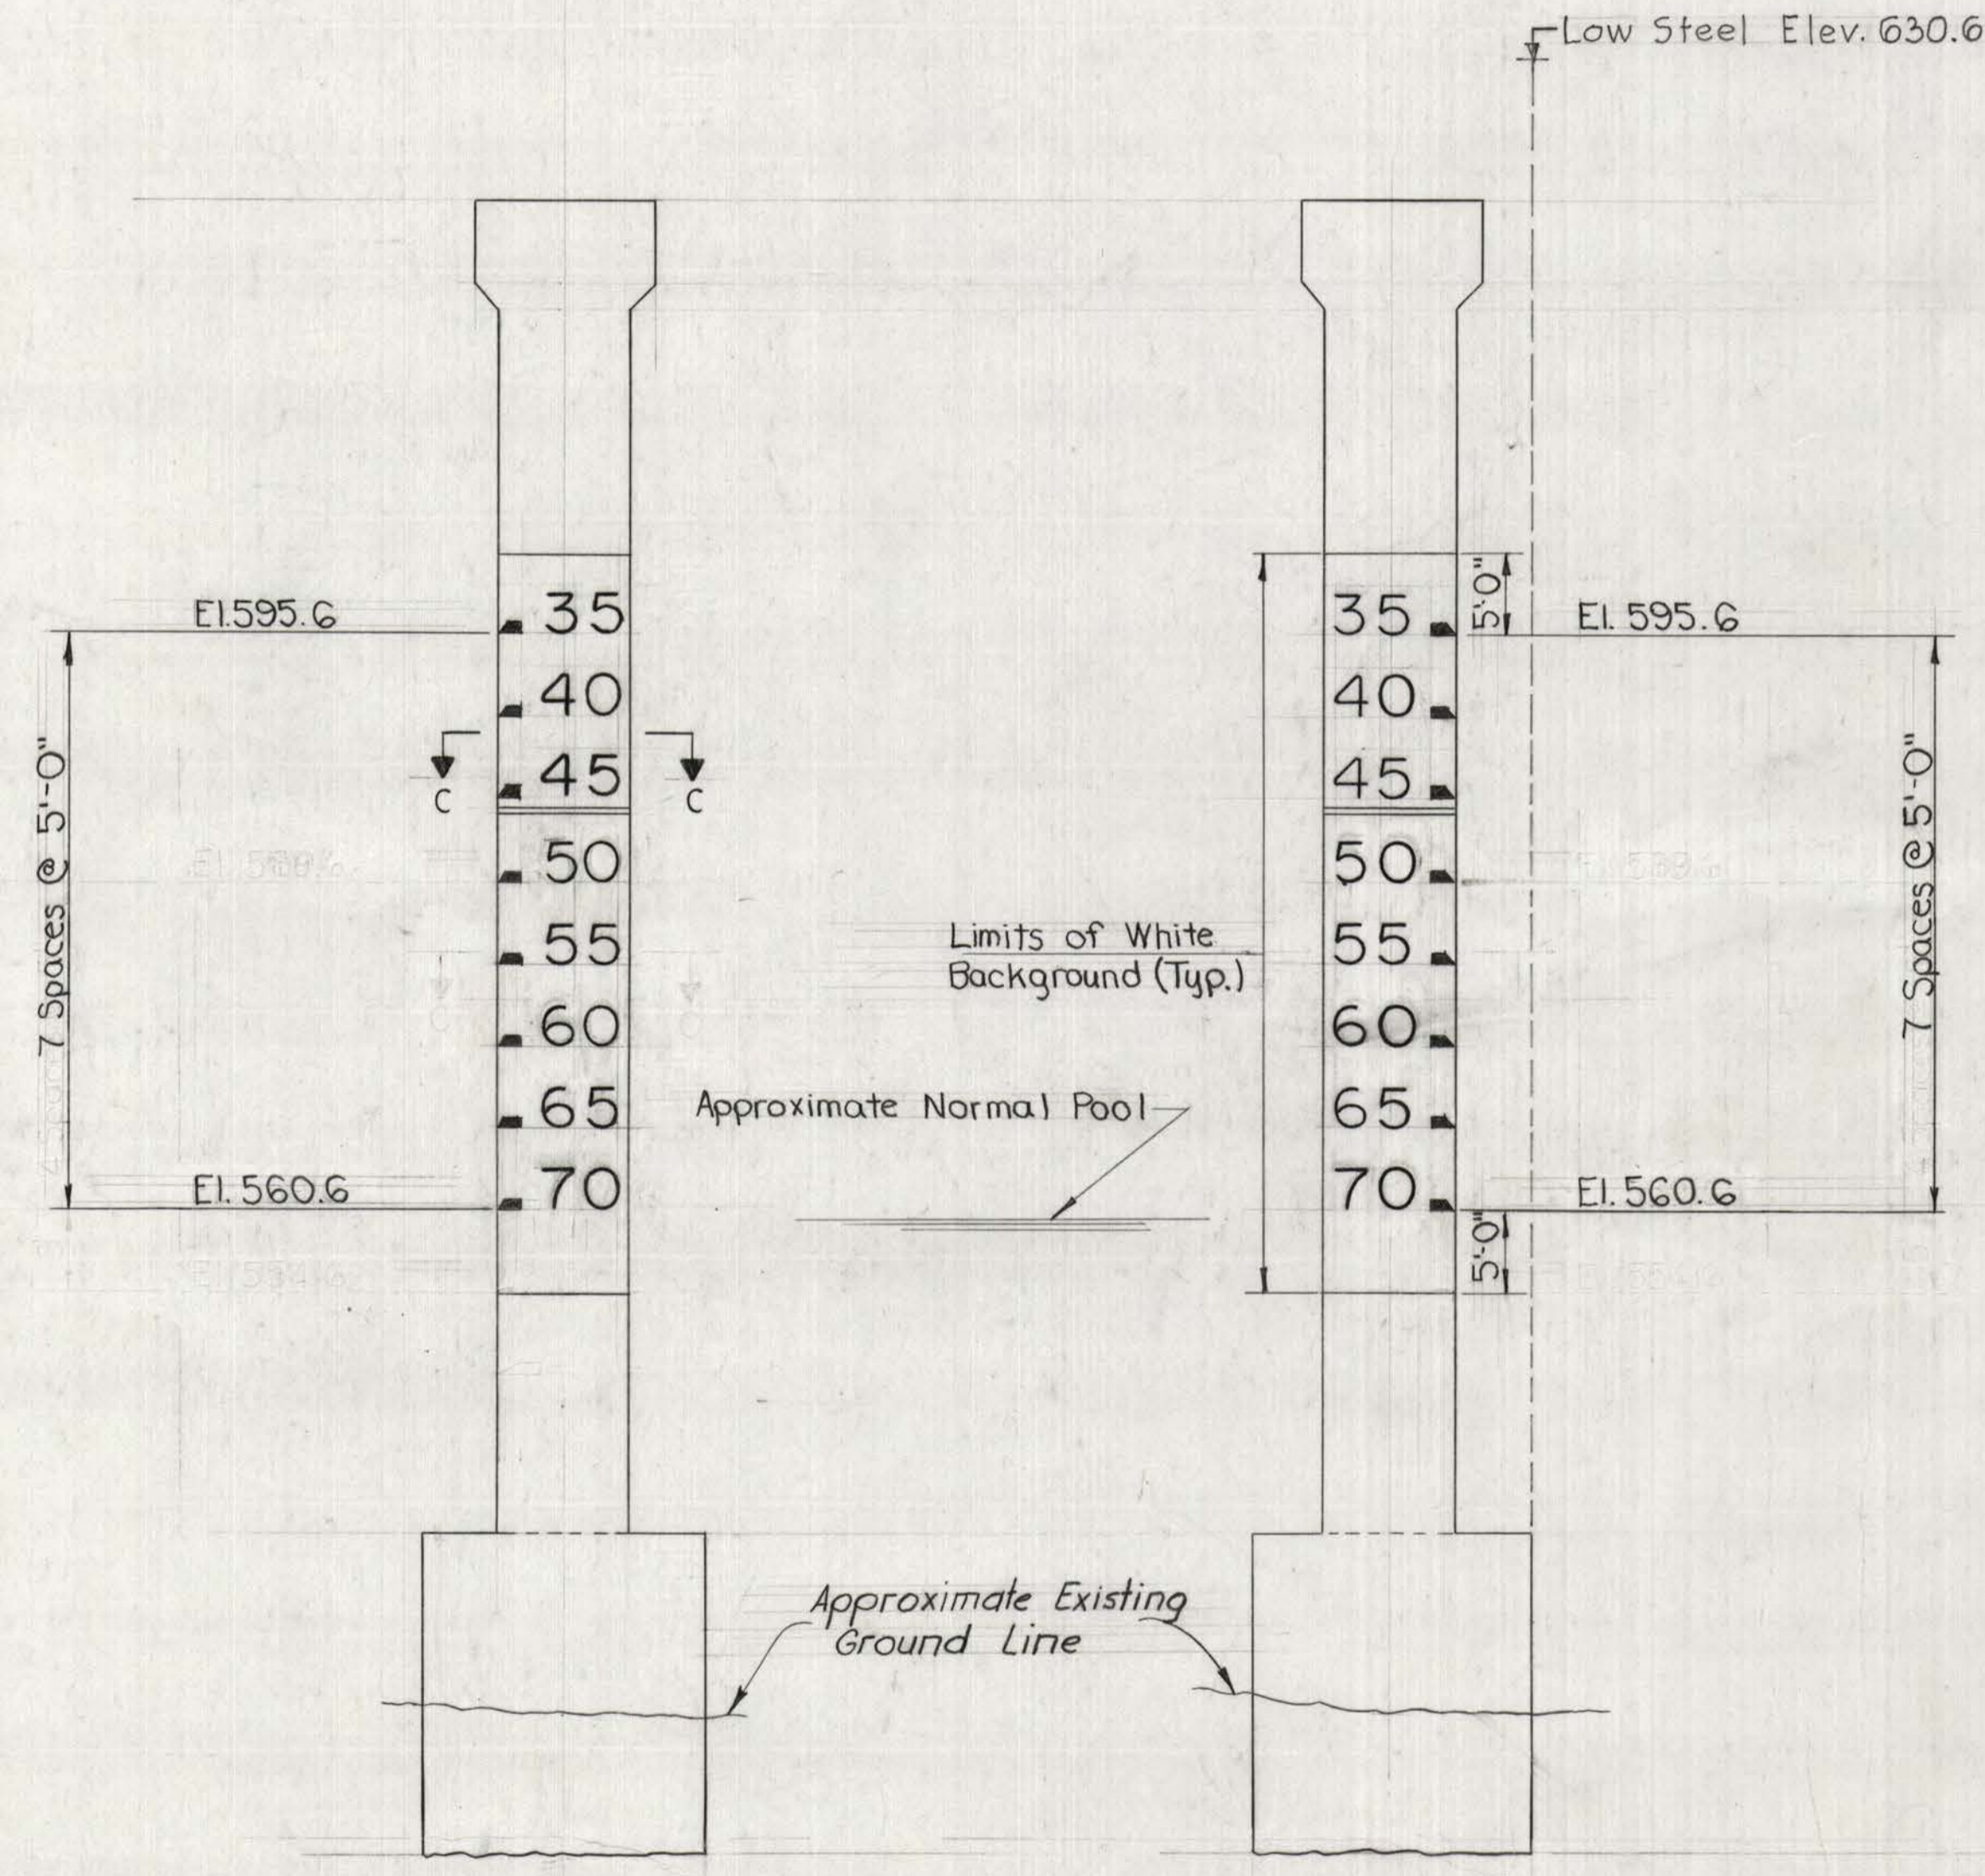 Low Steel Elev. 630.6
El. 595.6
35
40
45
50
55
60
65
70
C
C
7 Spaces @ 5'-0"
El. 560.6
35
40
45
50
55
60
65
70
5'-0"
El. 595.6
7 Spaces @ 5'-0"
Limits of White
Background (Typ.)
Approximate Normal Pool
El. 560.6
5'-0"
Approximate Existing
Ground Line